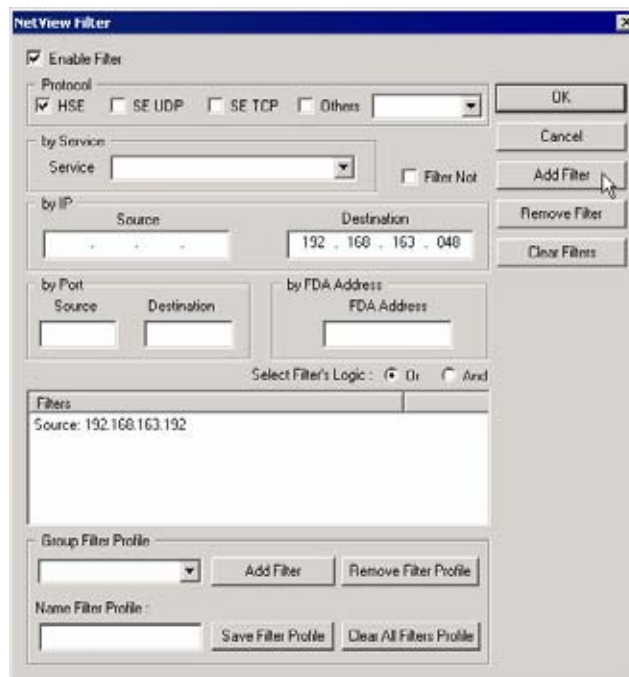 NetView Filter
Enable Filter
Protocol
HSE SE UDP SE TCP Others
OK
Cancel
by Service
Service
Filter Not
Add Filter
by IP
Source Destination
192 . 168 . 163 . 048
Remove Filter
Clear Filters
by Port
Source Destination
by FDA Address
FDA Address
Select Filter's Logic : Or And
Filters
Source: 192.168.163.192
Group Filter Profile
Add Filter Remove Filter Profile
Name Filter Profile :
Save Filter Profile Clear All Filters Profile